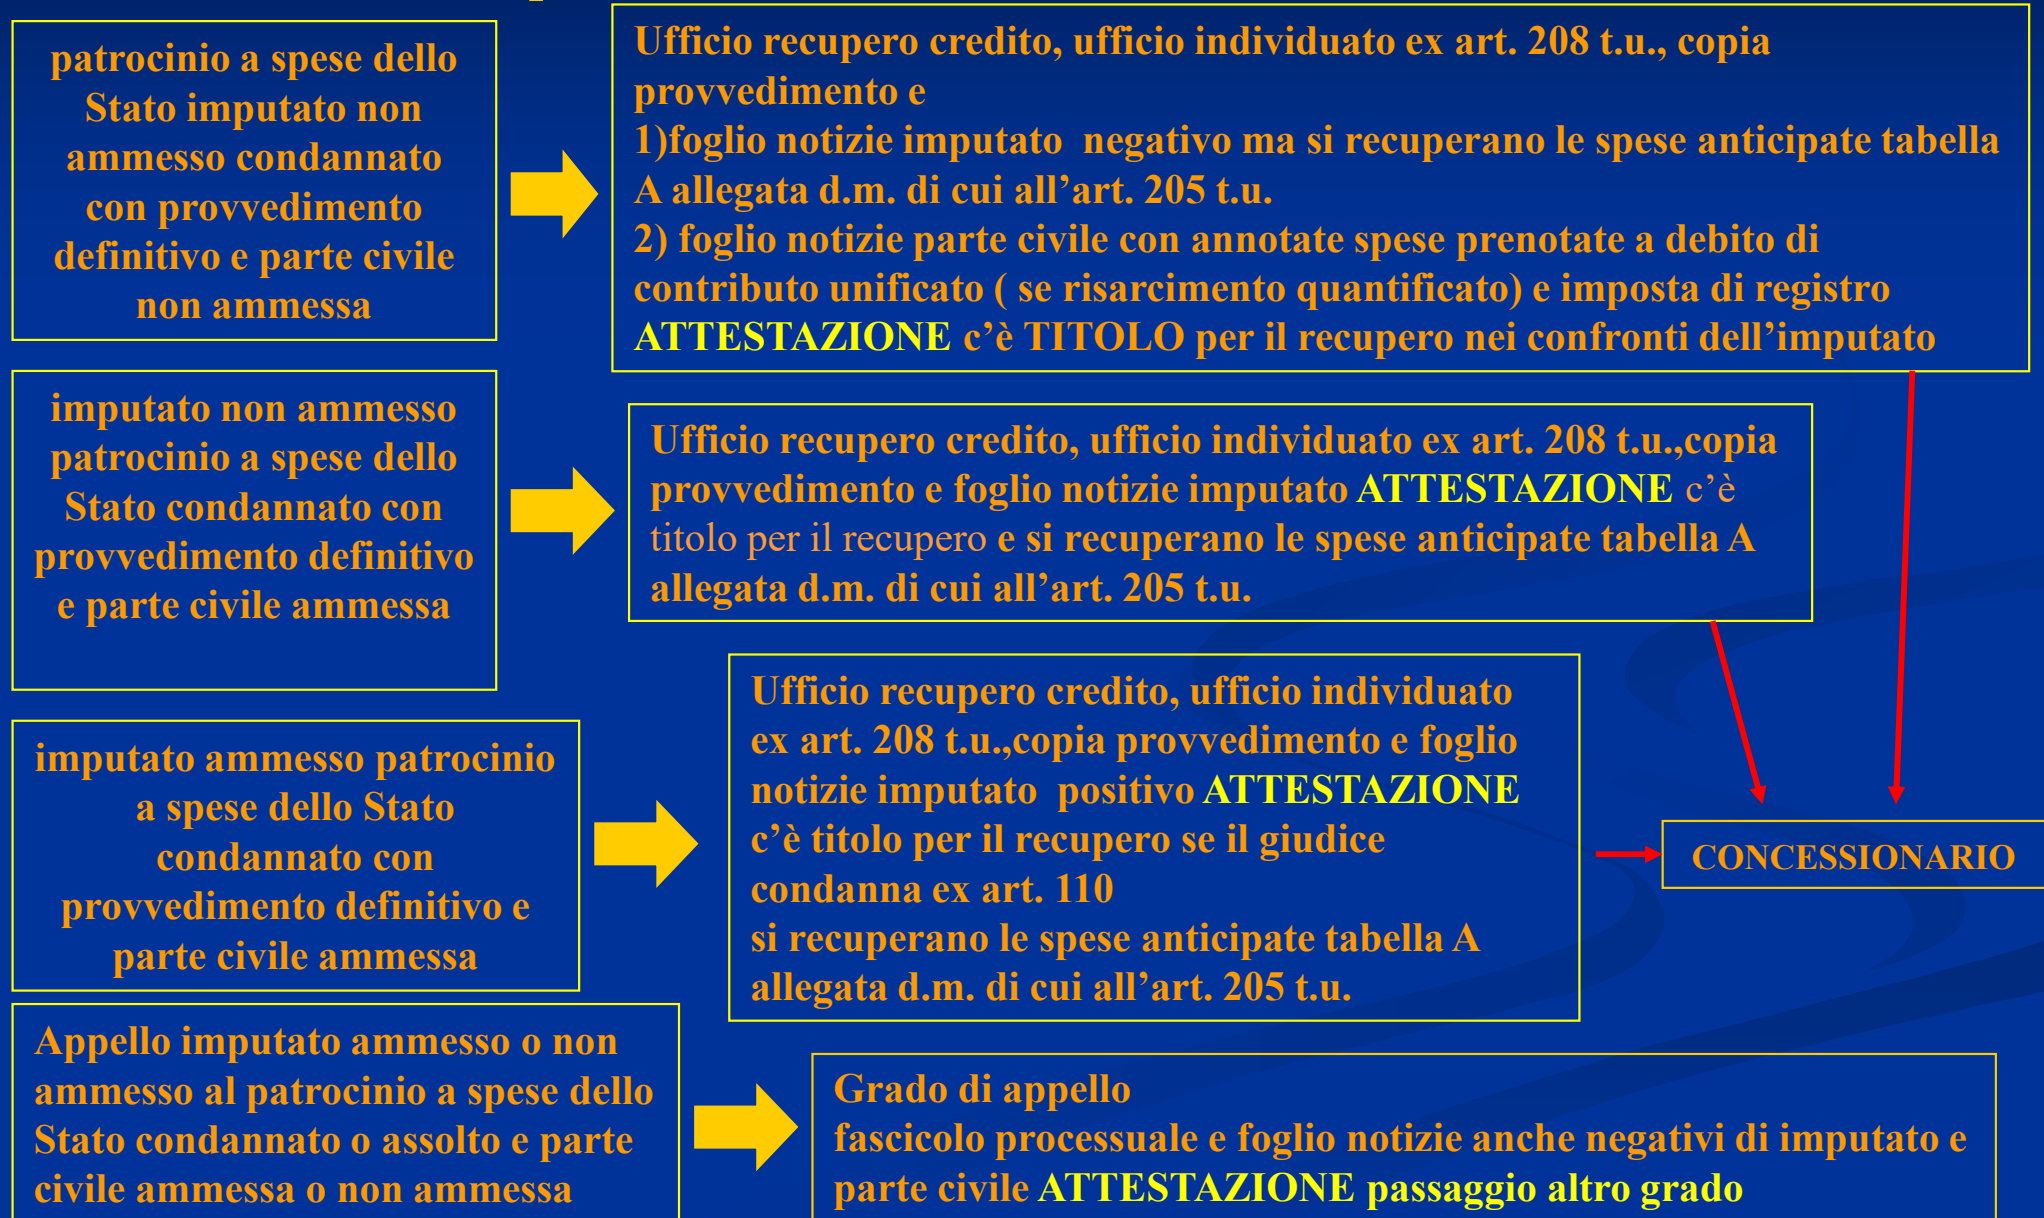 patrocinio a spese dello
Stato imputato non
ammesso condannato
con provvedimento
definitivo e parte civile
non ammessa
Ufficio recupero credito, ufficio individuato ex art. 208 t.u., copia
provvedimento e
1)foglio notizie imputato  negativo ma si recuperano le spese anticipate tabella
A allegata d.m. di cui all’art. 205 t.u.
2) foglio notizie parte civile con annotate spese prenotate a debito di
contributo unificato ( se risarcimento quantificato) e imposta di registro
ATTESTAZIONE c’è TITOLO per il recupero nei confronti dell’imputato
imputato non ammesso
patrocinio a spese dello
Stato condannato con
provvedimento definitivo
e parte civile ammessa
Ufficio recupero credito, ufficio individuato ex art. 208 t.u.,copia
provvedimento e foglio notizie imputato ATTESTAZIONE c’è
titolo per il recupero e si recuperano le spese anticipate tabella A
allegata d.m. di cui all’art. 205 t.u.
imputato ammesso patrocinio
a spese dello Stato
condannato con
provvedimento definitivo e
parte civile ammessa
Ufficio recupero credito, ufficio individuato
ex art. 208 t.u.,copia provvedimento e foglio
notizie imputato  positivo ATTESTAZIONE
c’è titolo per il recupero se il giudice
condanna ex art. 110
si recuperano le spese anticipate tabella A
allegata d.m. di cui all’art. 205 t.u.
CONCESSIONARIO
Appello imputato ammesso o non
ammesso al patrocinio a spese dello
Stato condannato o assolto e parte
civile ammessa o non ammessa
Grado di appello
fascicolo processuale e foglio notizie anche negativi di imputato e
parte civile ATTESTAZIONE passaggio altro grado